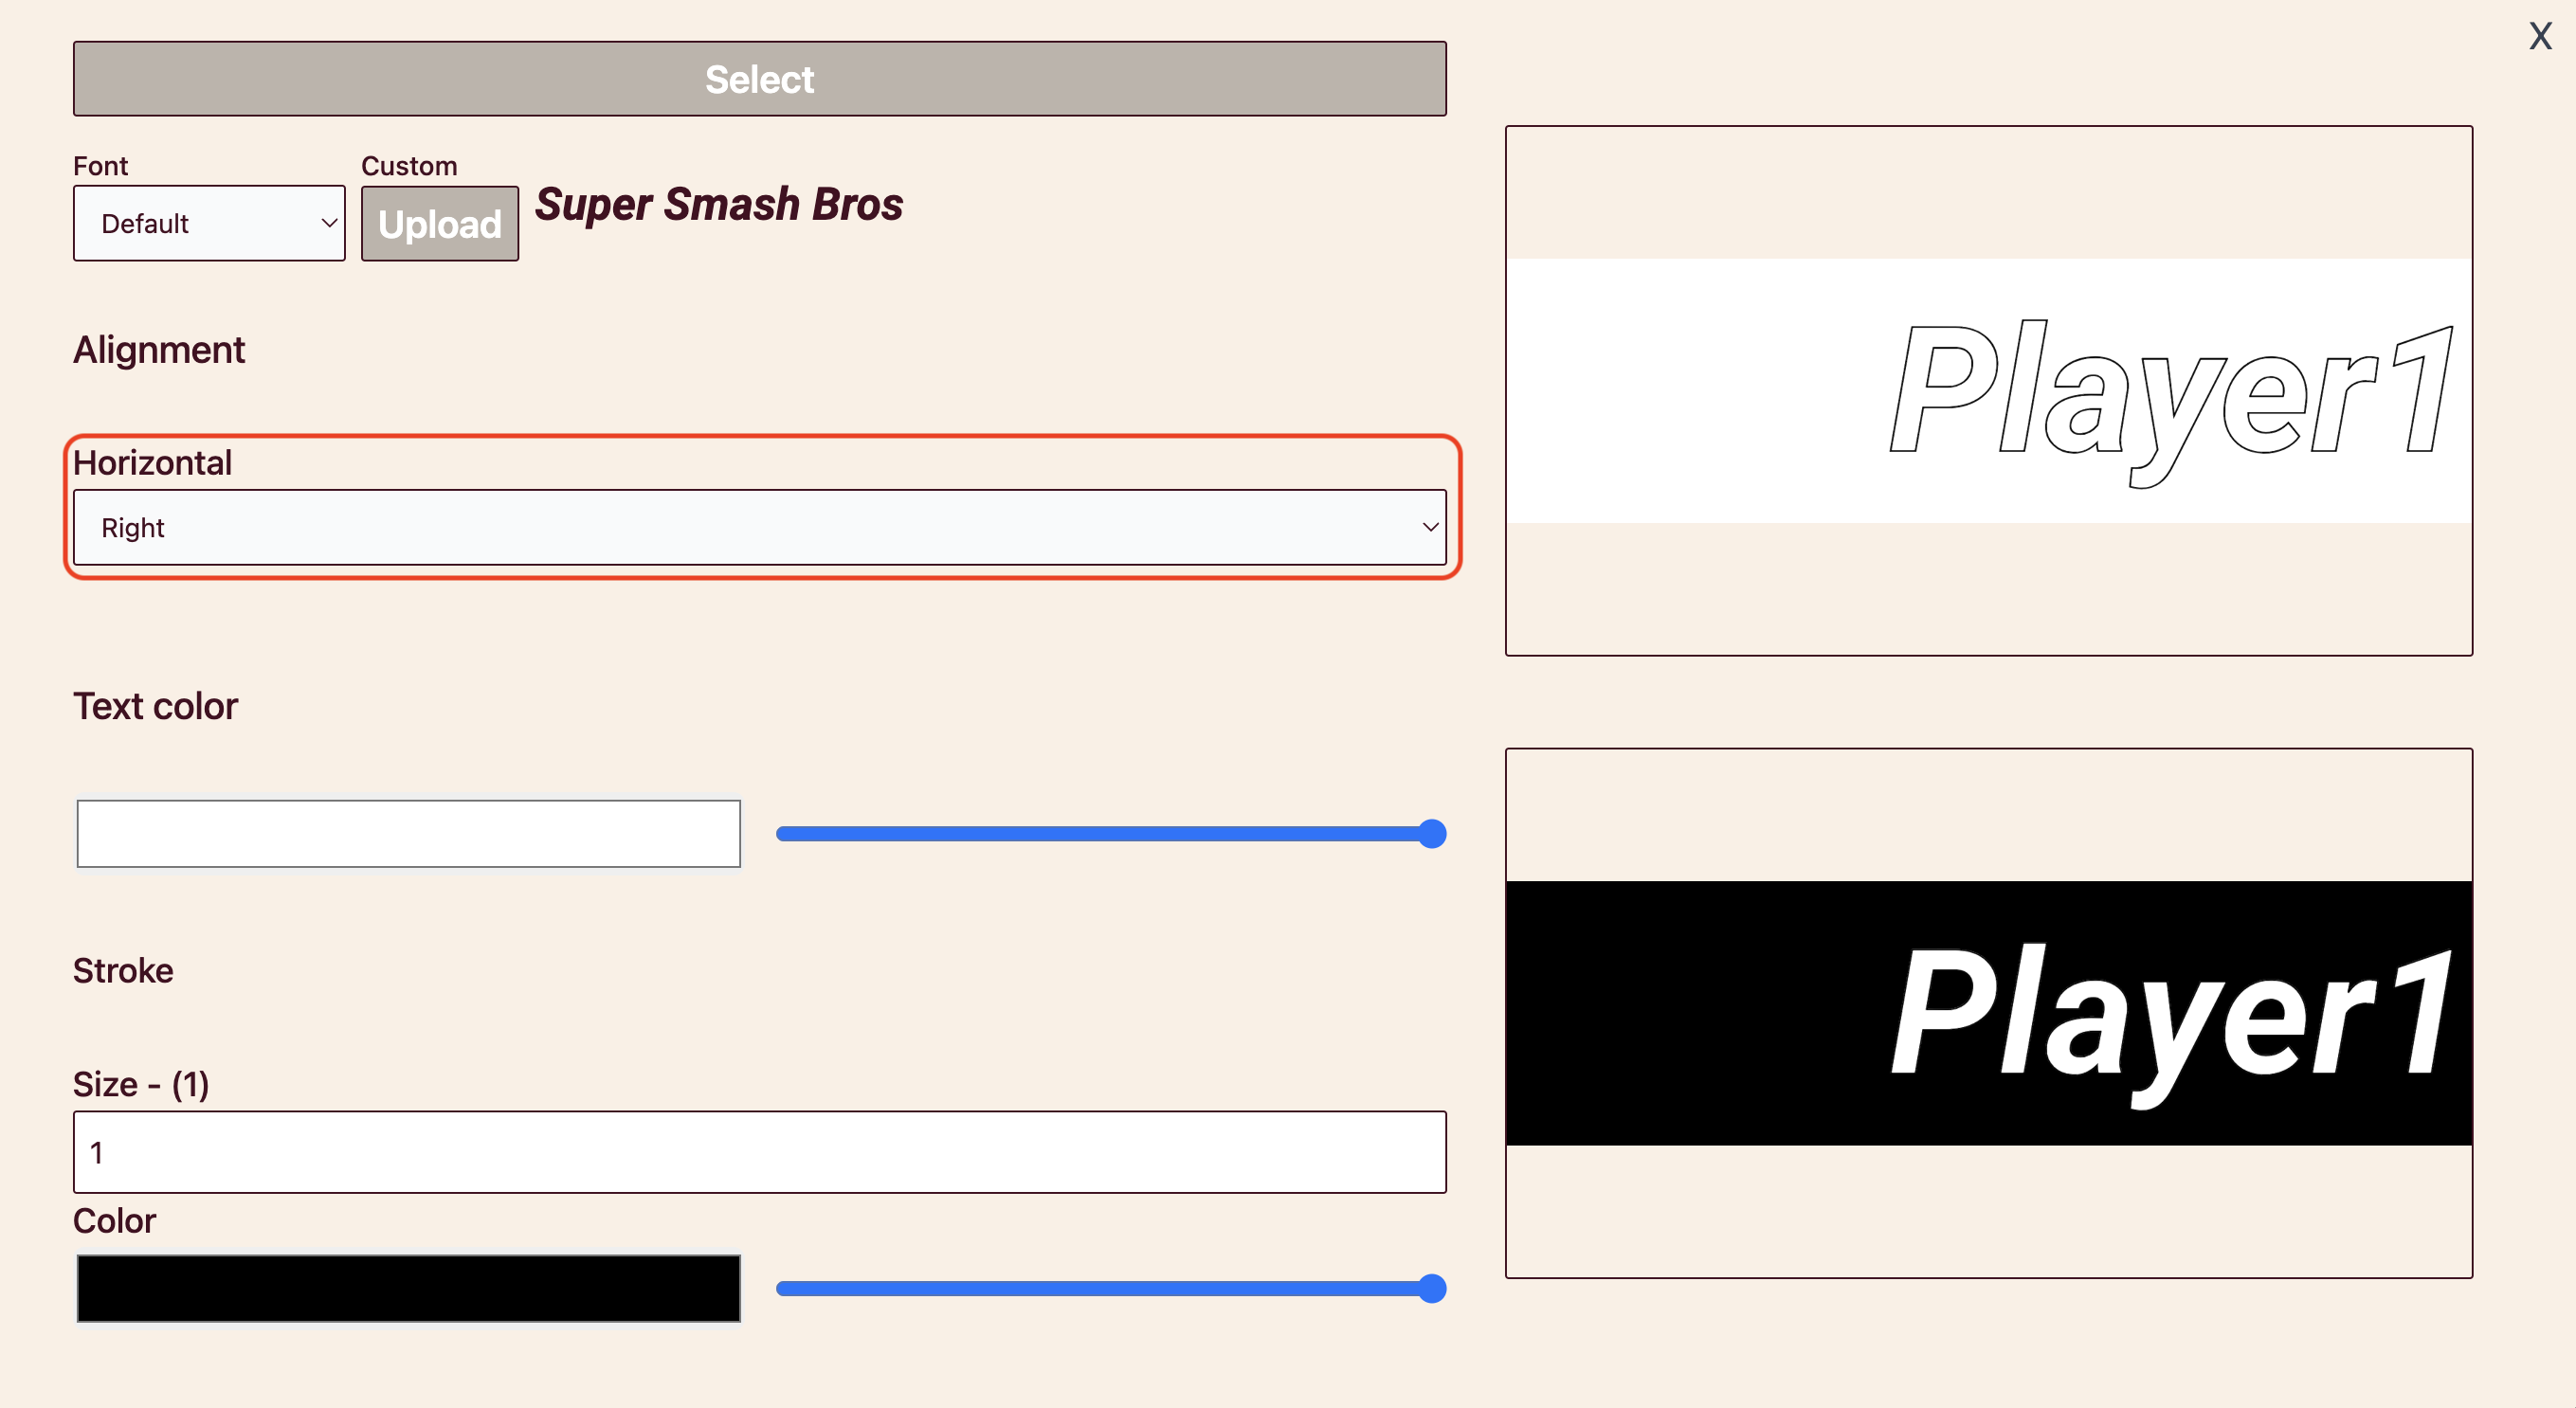 X
Select
Font
Custom
Default
Upload
Super Smash Bros
Alignment
Horizontal
Right
Text color
Stroke
Size - (1)
1
Color
Player1
Player1